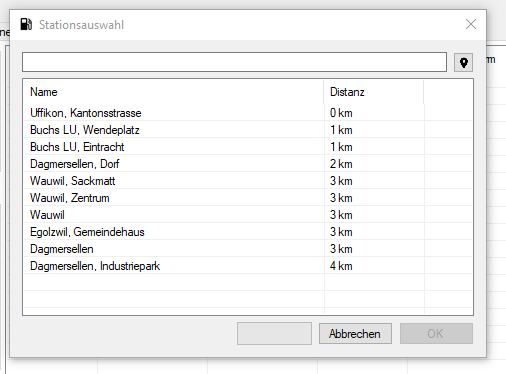 Stationsauswahl
Name Distanz
Uffikon, Kantonsstrasse 0 km
Buchs LU, Wendeplatz 1 km
Buchs LU, Eintracht 1 km
Dagmersellen, Dorf 2 km
Wauwil, Sackmatt 3 km
Wauwil, Zentrum 3 km
Wauwil 3 km
Egolzwil, Gemeindehaus 3 km
Dagmersellen 3 km
Dagmersellen, Industriepark 4 km
Abbrechen OK